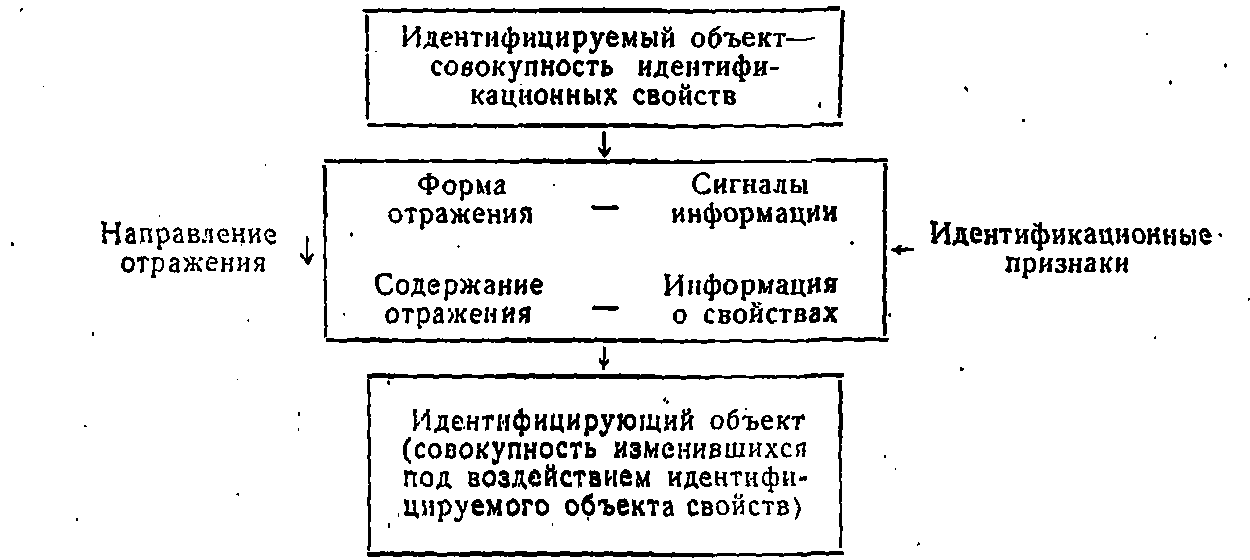 Идентифицируемый объект—
совокупность идентифи-
кационных свойств
Форма
отражения
—
Сигналы
информации
Направление
отражения
Идентификационные
признаки
Содержание
отражения
—
Информация
о свойствах
Идентифицирующий объект
(совокупность изменившихся
под воздействием идентифи-
цируемого объекта свойств)